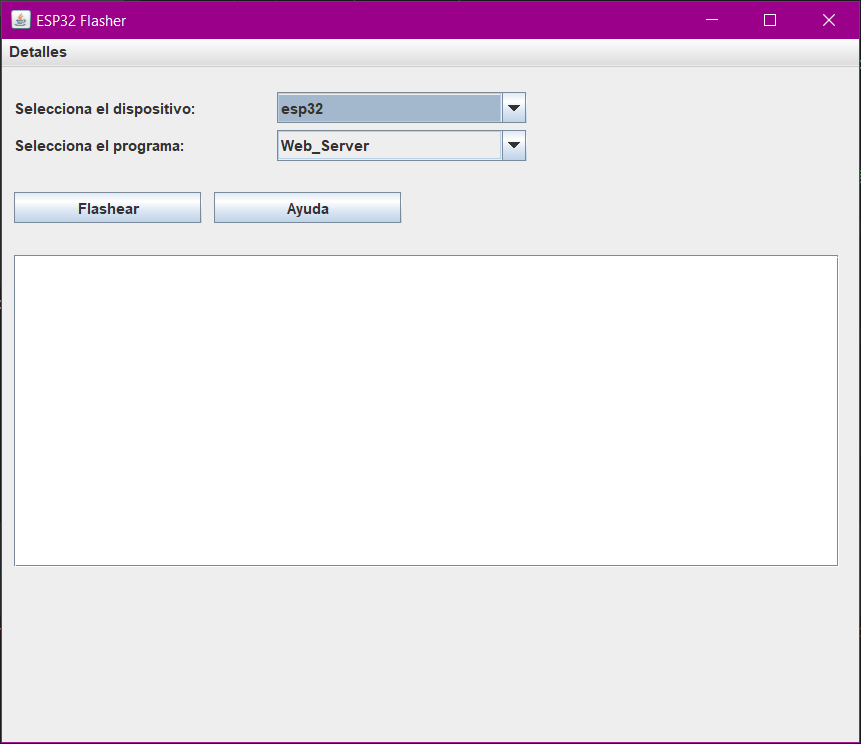 ESP32 Flasher
Detalles
Selecciona el dispositivo: esp32
Selecciona el programa: Web_Server
Flashear Ayuda